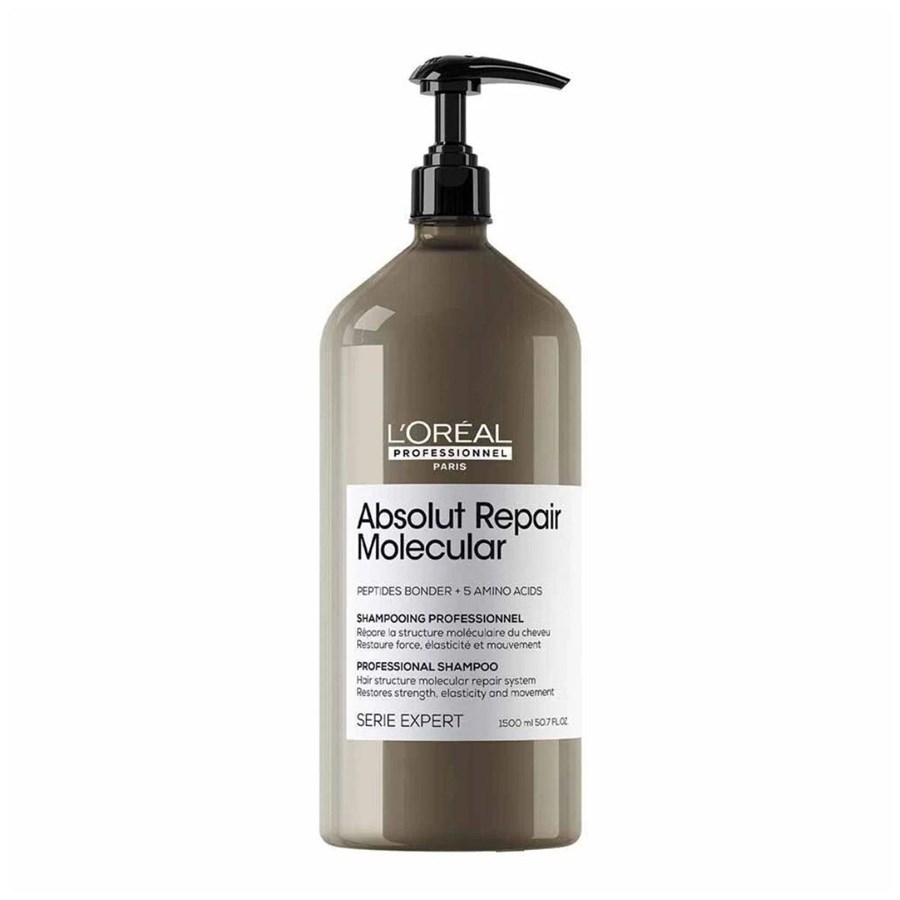 L'ORÉAL
PROFESSIONNEL
PARIS
Absolut Repair
Molecular
PEPTIDES BONDER + 5 AMINO ACIDS
SHAMPOOING PROFESSIONNEL
Répare la structure moléculaire du cheveu
Restaure force, élasticité et mouvement
PROFESSIONAL SHAMPOO
Hair structure molecular repair system
Restores strength, elasticity and movement
SERIE EXPERT 1500 ml 50.7 FL.OZ.